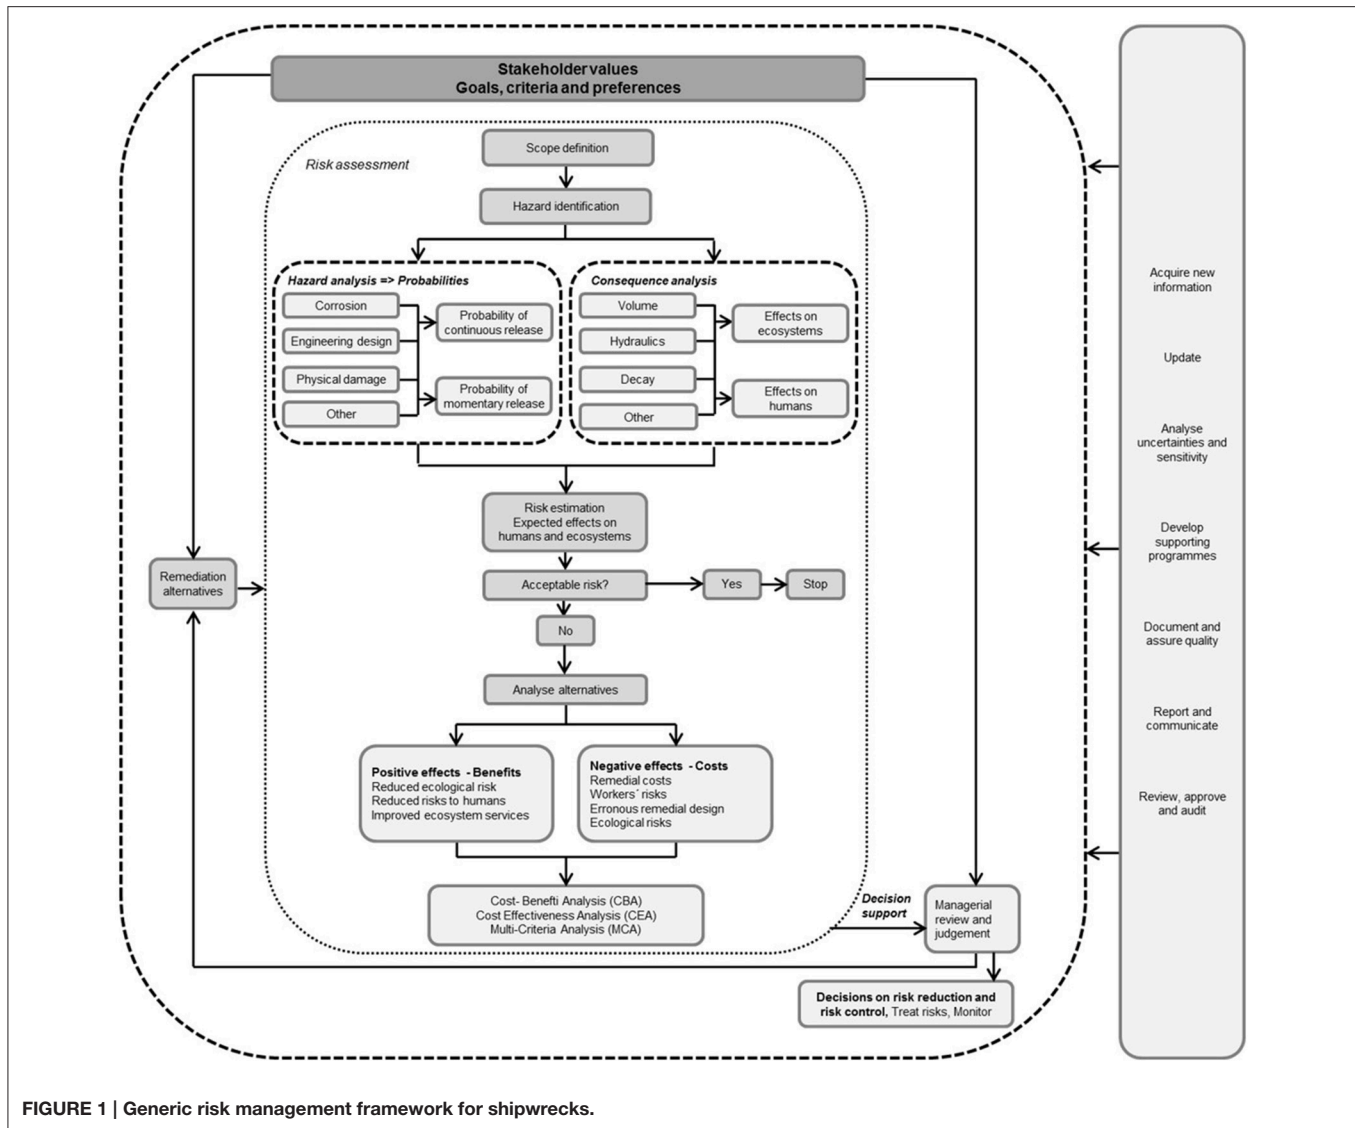 Stakeholder values
Goals, criteria and preferences
Risk assessment
Scope definition
Hazard identification
Hazard analysis => Probabilities
Corrosion
Engineering design
Physical damage
Other
Probability of
continuous release
Probability of
momentary release
Consequence analysis
Volume
Hydraulics
Decay
Other
Effects on
ecosystems
Effects on
humans
Risk estimation
Expected effects on
humans and ecosystems
Acceptable risk?
Yes
Stop
No
Remediation
alternatives
Analyse alternatives
Positive effects - Benefits
Reduced ecological risk
Reduced risks to humans
Improved ecosystem services
Negative effects - Costs
Remedial costs
Workers´ risks
Erronous remedial design
Ecological risks
Cost- Benefti Analysis (CBA)
Cost Effectiveness Analysis (CEA)
Multi-Criteria Analysis (MCA)
Decision
support
Managerial
review and
judgement
Decisions on risk reduction and
risk control, Treat risks, Monitor
Acquire new
information
Update
Analyse
uncertainties and
sensitivity
Develop
supporting
programmes
Document and
assure quality
Report and
communicate
Review, approve
and audit
FIGURE 1 | Generic risk management framework for shipwrecks.